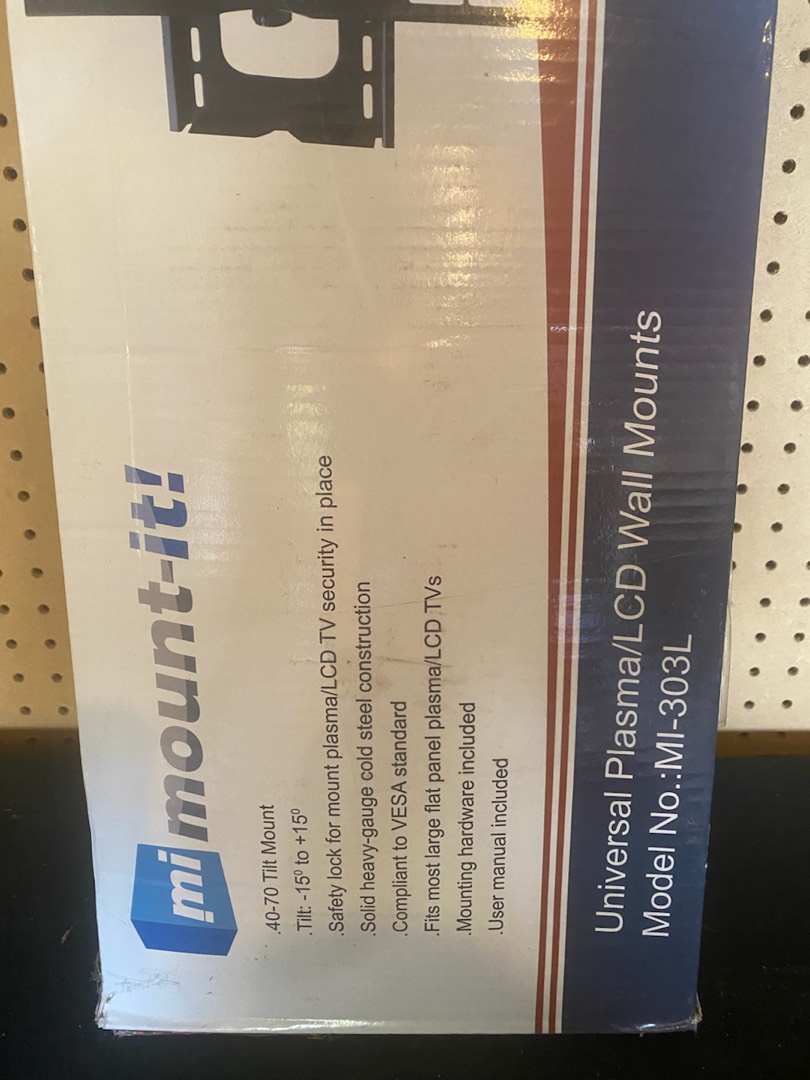 mi mount-it!
.40-70 Tilt Mount
.Tilt: -15⁰ to +15⁰
.Safety lock for mount plasma/LCD TV security in place
.Solid heavy-gauge cold steel construction
.Compliant to VESA standard
.Fits most large flat panel plasma/LCD TVs
.Mounting hardware included
.User manual included
Universal Plasma/LCD Wall Mounts
Model No.:MI-303L